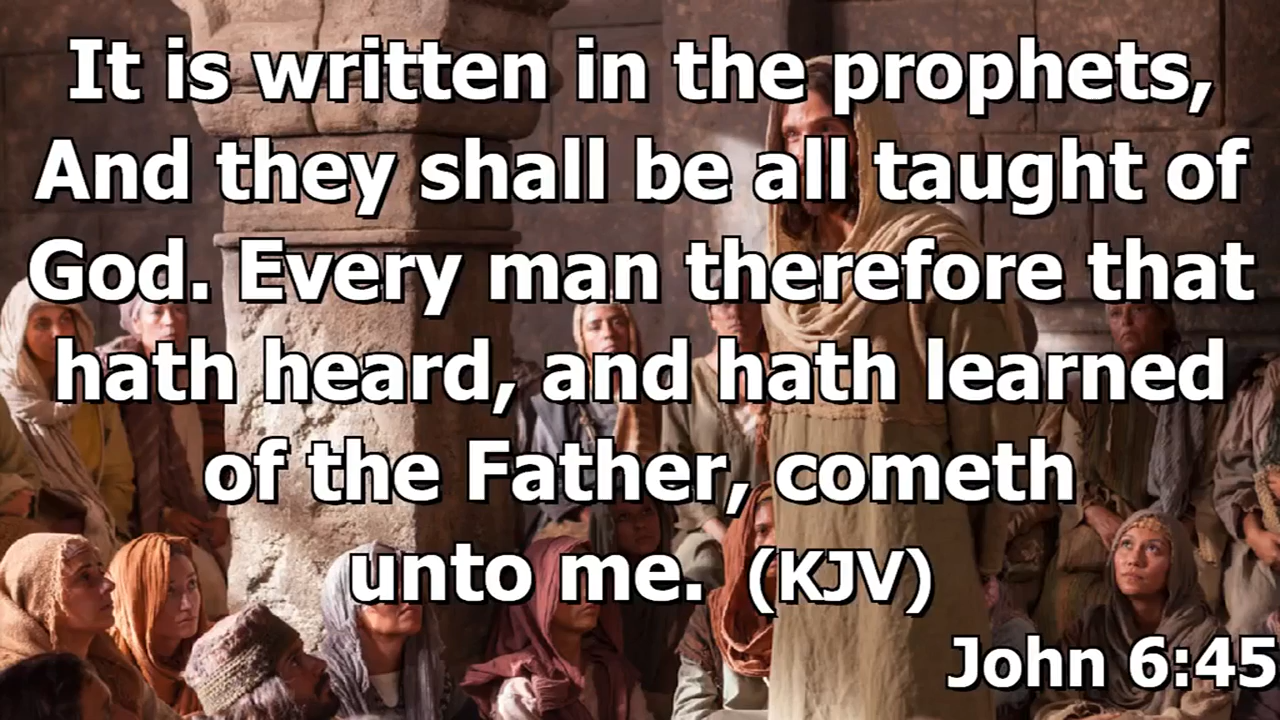 It is written in the prophets,
And they shall be all taught of
God. Every man therefore that
hath heard, and hath learned
of the Father, cometh
unto me. (KJV)
John 6:45